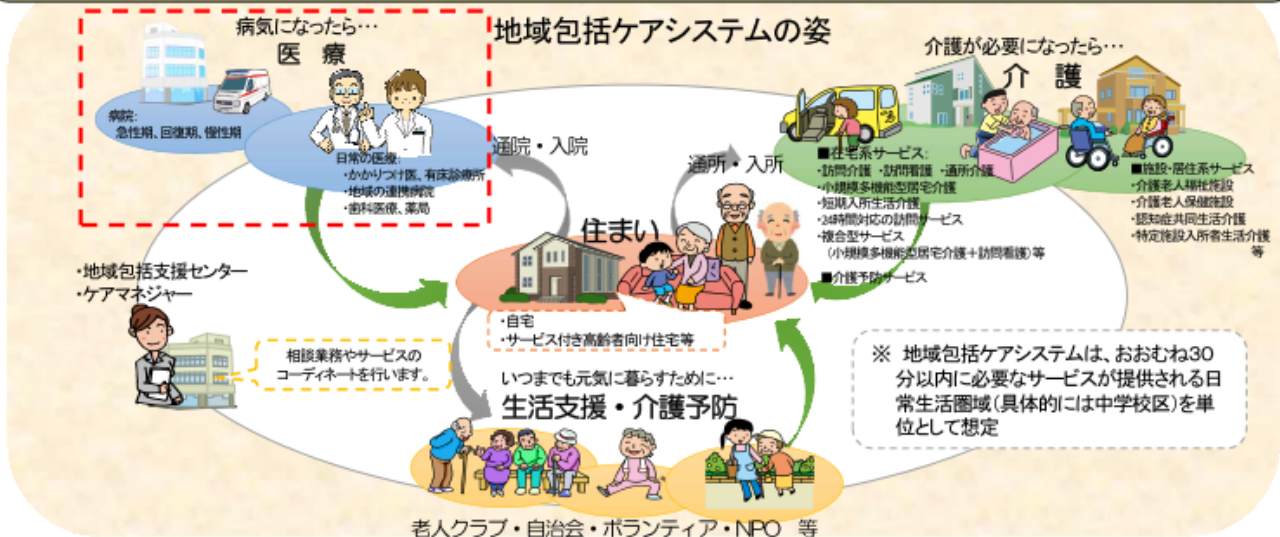 地域包括ケアシステムの姿
病気になったら…
医 療
病院:
急性期、回復期、慢性期
日常の医療:
・かかりつけ医、有床診療所
・地域の連携病院
・歯科医療、薬局
通院・入院
通所・入所
介護が必要になったら…
介 護
■在宅系サービス:
・訪問介護 ・訪問看護 ・通所介護
・小規模多機能型居宅介護
・短期入所生活介護
・24時間対応の訪問サービス
・複合型サービス
(小規模多機能型居宅介護+訪問看護)等
■介護予防サービス
■施設・居住系サービス
・介護老人福祉施設
・介護老人保健施設
・認知症共同生活介護
・特定施設入所者生活介護
等
住まい
・自宅
・サービス付き高齢者向け住宅等
・地域包括支援センター
・ケアマネジャー
相談業務やサービスの
コーディネートを行います。
いつまでも元気に暮らすために…
生活支援・介護予防
老人クラブ・自治会・ボランティア・NPO 等
※ 地域包括ケアシステムは、おおむね30
分以内に必要なサービスが提供される日
常生活圏域(具体的には中学校区)を単
位として想定